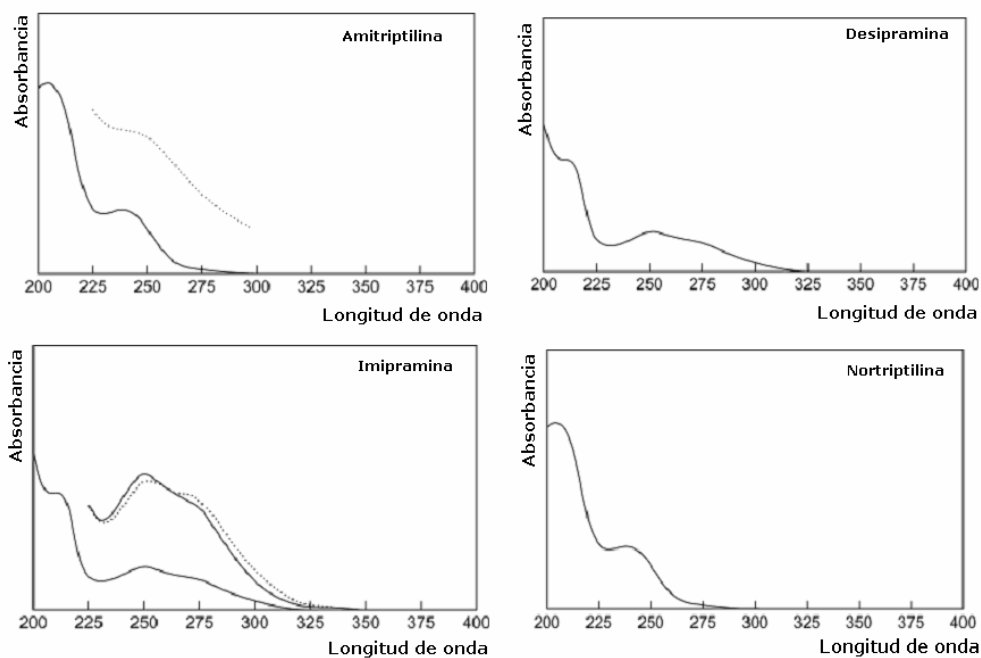 Absorbancia
Amitriptilina
200 225 250 275 300 325 350 375 400
Longitud de onda
Absorbancia
Desipramina
200 225 250 275 300 325 350 375 400
Longitud de onda
Absorbancia
Imipramina
200 225 250 275 300 325 350 375 400
Longitud de onda
Absorbancia
Nortriptilina
200 225 250 275 300 325 350 375 400
Longitud de onda